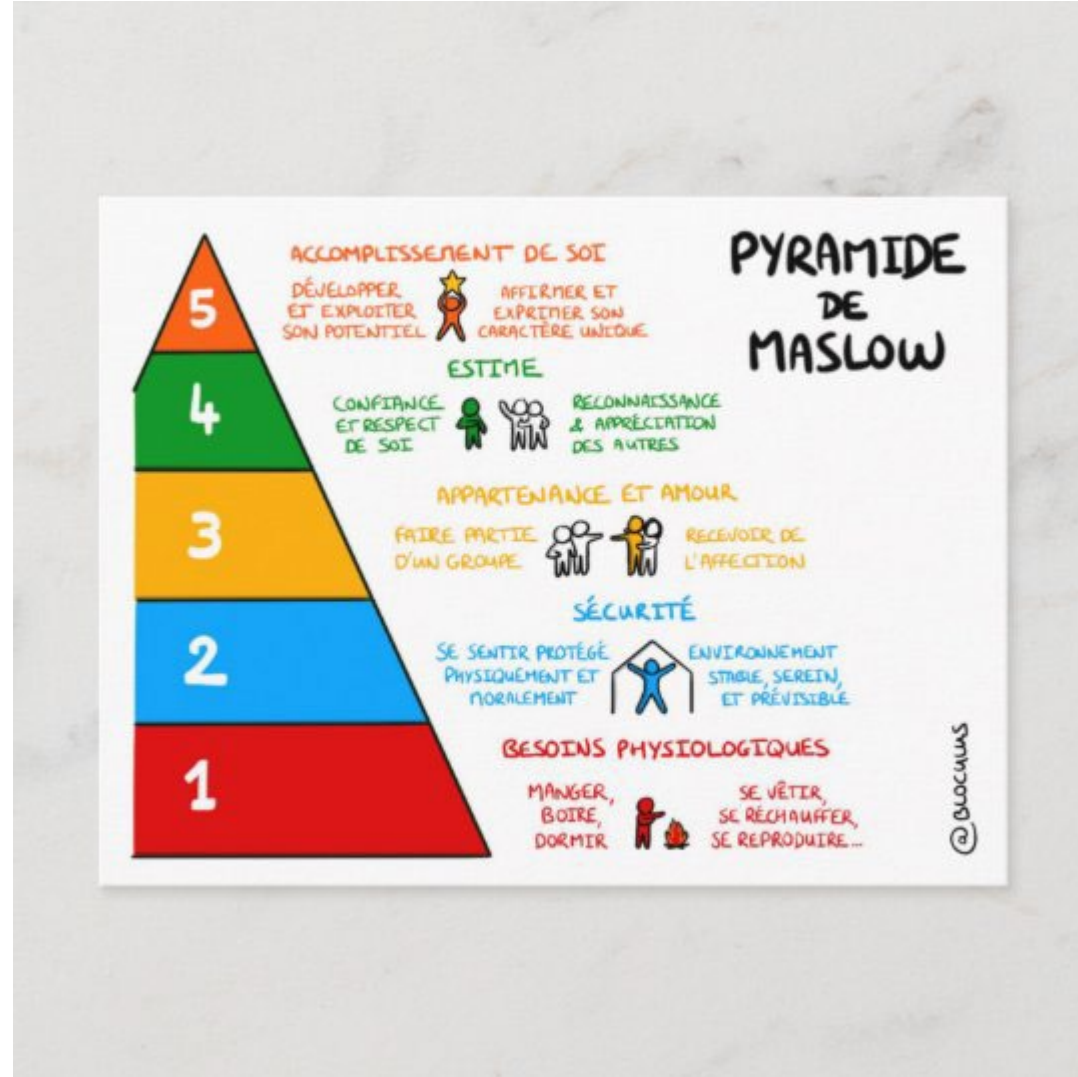 PYRAMIDE
DE
MASLOW
5
ACCOMPLISSEMENT DE SOI
DÉVELOPPER
ET EXPLOITER
SON POTENTIEL
AFFIRMER ET
EXPRIMER SON
CARACTÈRE UNIQUE
4
ESTIME
CONFIANCE
ET RESPECT
DE SOI
RECONNAISSANCE
& APPRÉCIATION
DES AUTRES
3
APPARTENANCE ET AMOUR
FAIRE PARTIE
D'UN GROUPE
RECEVOIR DE
L'AFFECTION
2
SÉCURITÉ
SE SENTIR PROTÉGÉ
PHYSIQUEMENT ET
MORALEMENT
ENVIRONNEMENT
STABLE, SEREIN,
ET PRÉVISIBLE
1
BESOINS PHYSIOLOGIQUES
MANGER,
BOIRE,
DORMIR
SE VÊTIR,
SE RÉCHAUFFER,
SE REPRODUIRE...
@BLOCULUS